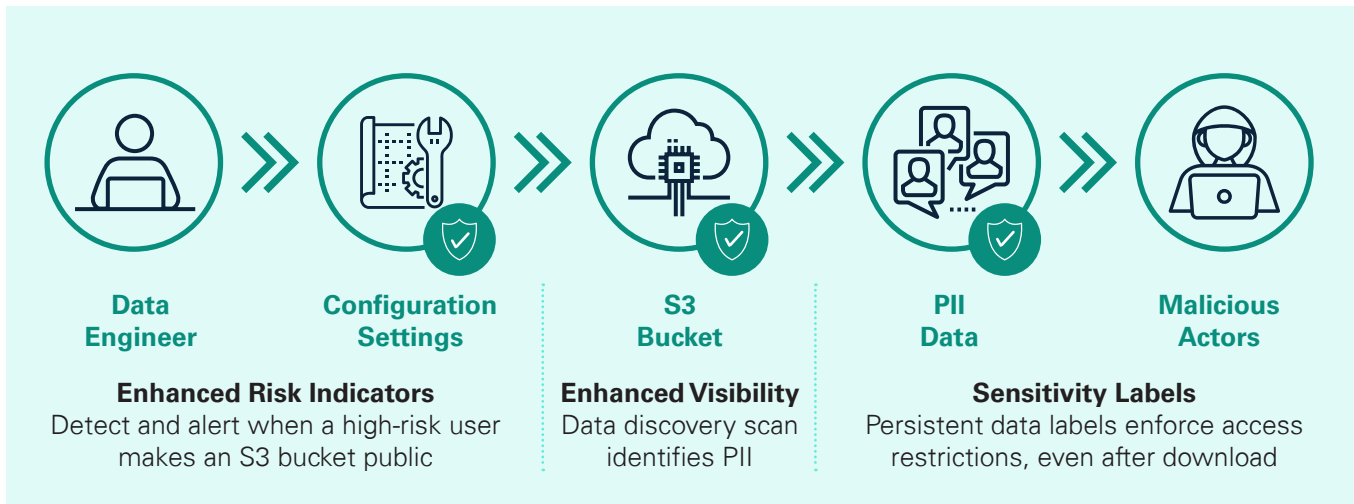 Data
Engineer
Configuration
Settings
S3
Bucket
PII
Data
Malicious
Actors
Enhanced Risk Indicators
Detect and alert when a high-risk user
makes an S3 bucket public
Enhanced Visibility
Data discovery scan
identifies PII
Sensitivity Labels
Persistent data labels enforce access
restrictions, even after download